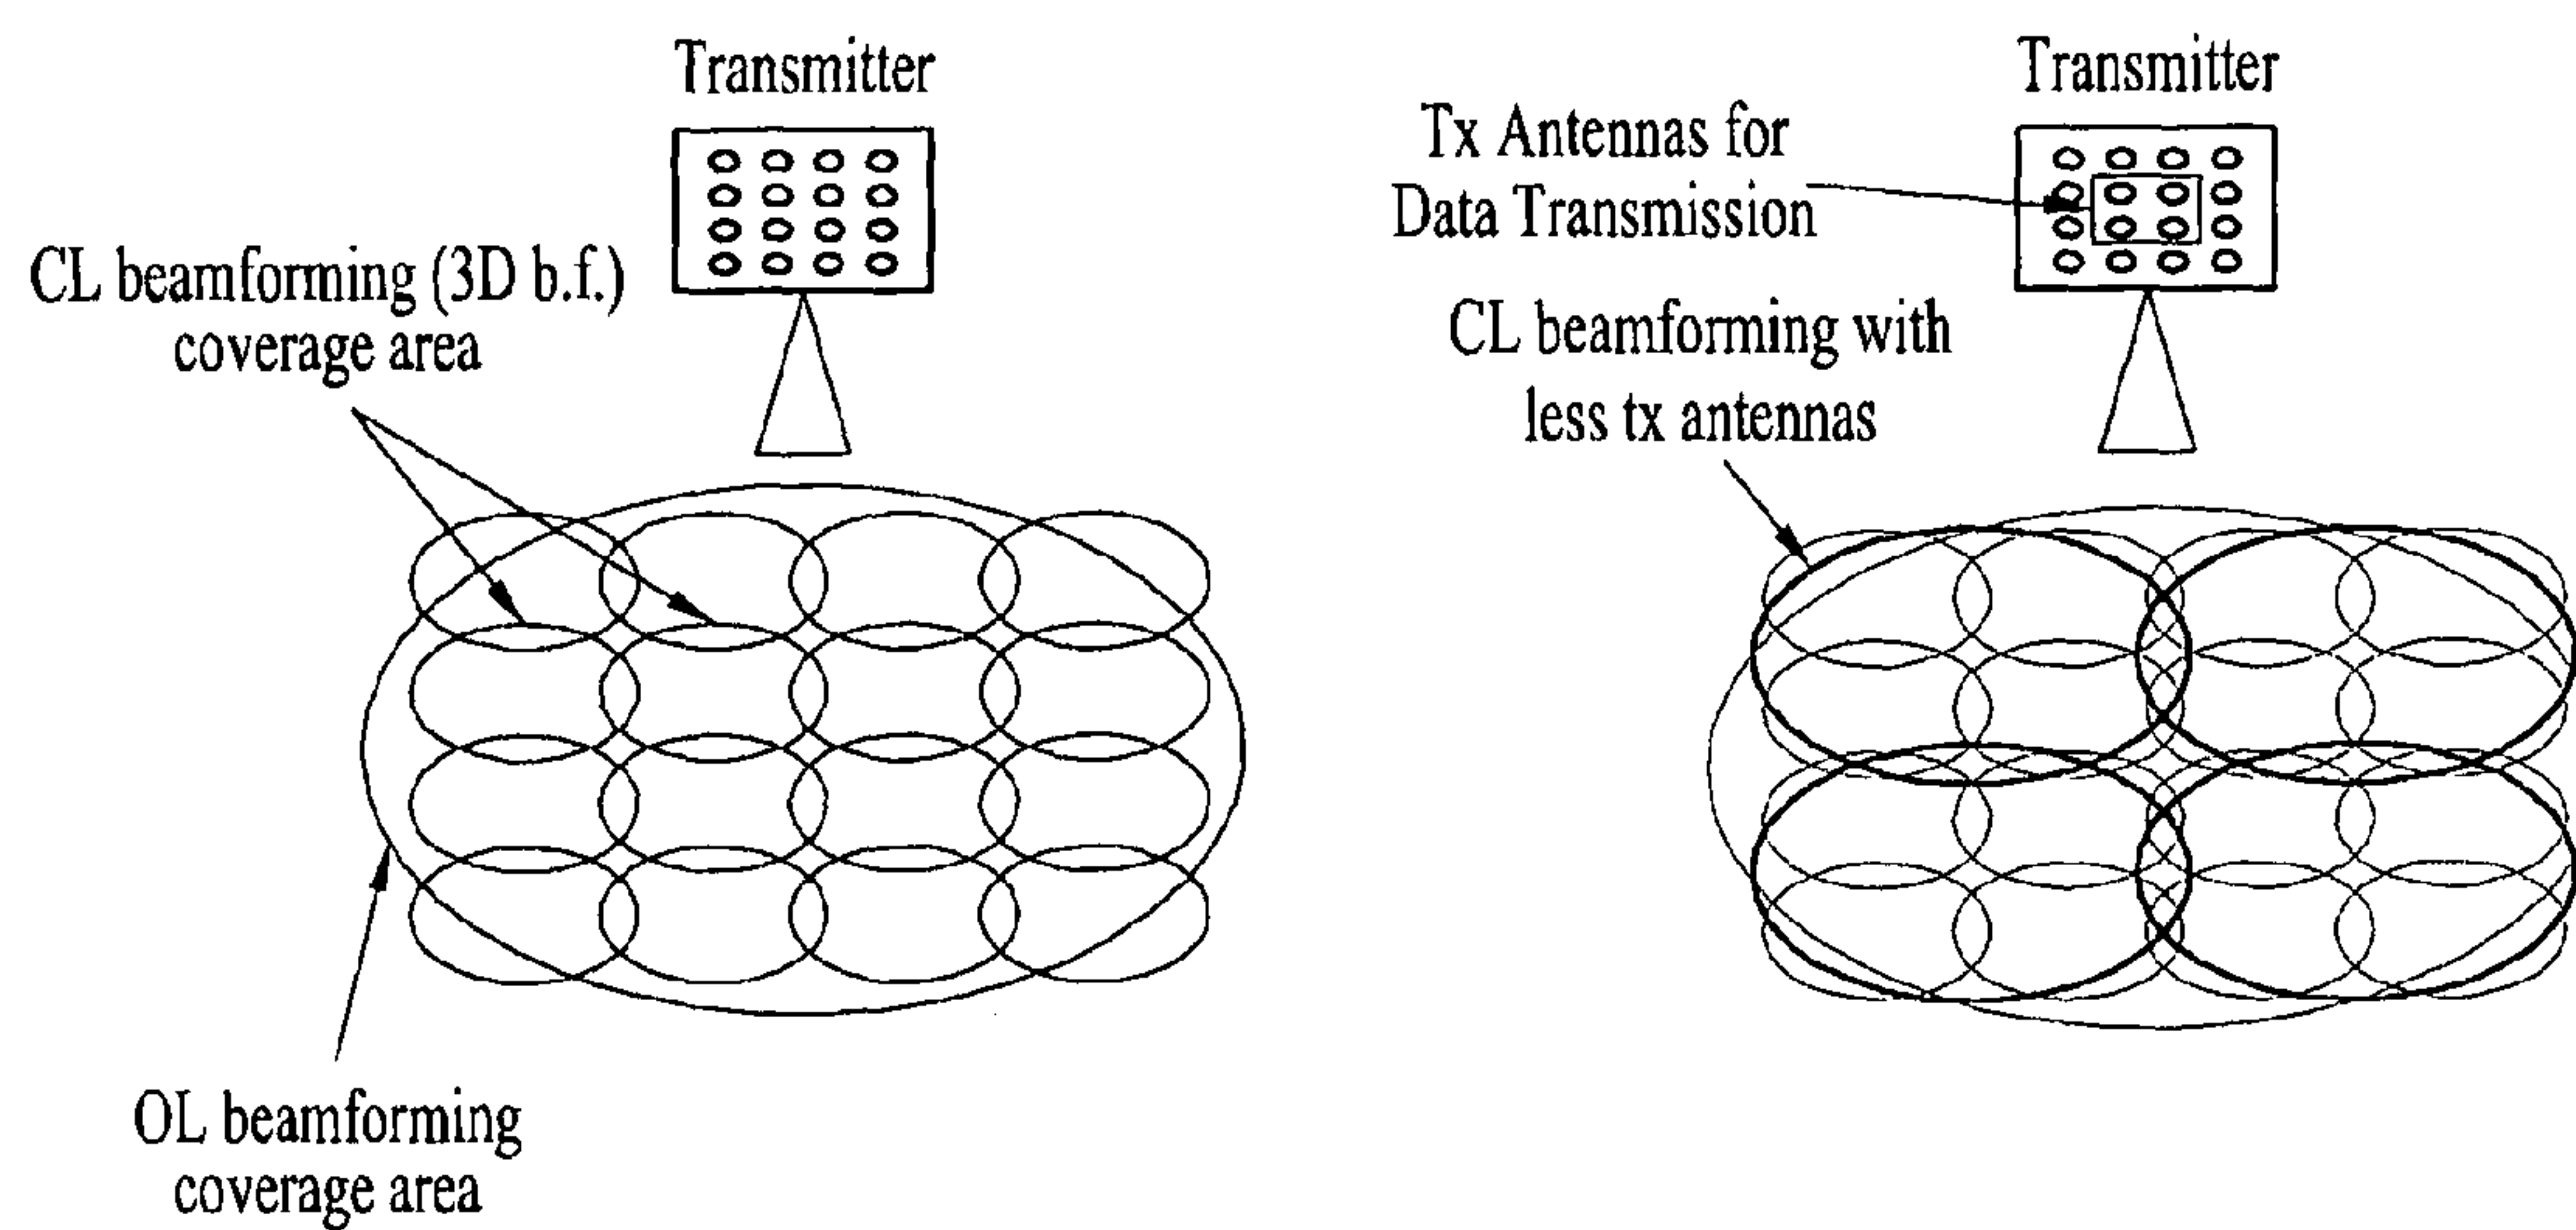 Transmitter
CL beamforming (3D b.f.)
coverage area
OL beamforming
coverage area
Transmitter
Tx Antennas for
Data Transmission
CL beamforming with
less tx antennas